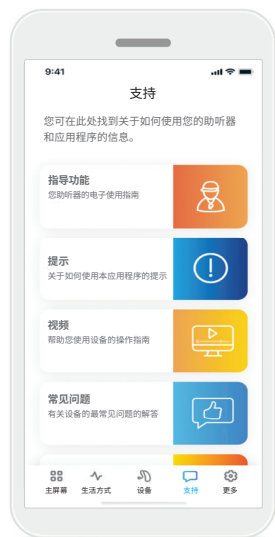 9:41
支持
您可在此处找到关于如何使用您的助听器
和应用程序的信息。
指导功能
您助听器的电子使用指南
提示
关于如何使用本应用程序的提示
视频
帮助您使用设备的操作指南
常见问题
有关设备的最常见问题的解答
主屏幕 生活方式 设备 支持 更多